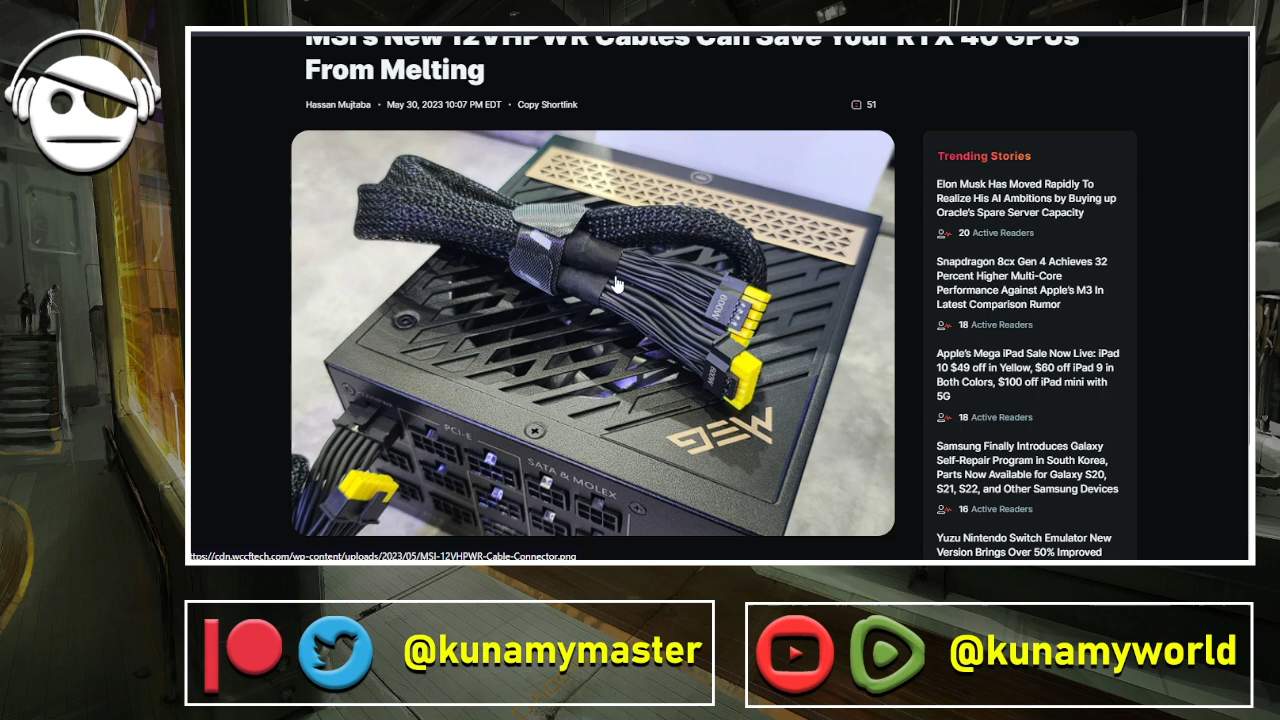 MSI's New 12VHPWR Cables Can Save Your RTX 40 GPUs
From Melting
Hassan Mujtaba • May 30, 2023 10:07 PM EDT • Copy Shortlink
51
Trending Stories
Elon Musk Has Moved Rapidly To
Realize His AI Ambitions by Buying up
Oracle's Spare Server Capacity
20 Active Readers
Snapdragon 8cx Gen 4 Achieves 32
Percent Higher Multi-Core
Performance Against Apple's M3 In
Latest Comparison Rumor
18 Active Readers
Apple's Mega iPad Sale Now Live: iPad
10 $49 off in Yellow, $60 off iPad 9 in
Both Colors, $100 off iPad mini with
5G
18 Active Readers
Samsung Finally Introduces Galaxy
Self-Repair Program in South Korea,
Parts Now Available for Galaxy S20,
S21, S22, and Other Samsung Devices
16 Active Readers
Yuzu Nintendo Switch Emulator New
Version Brings Over 50% Improved
600W
600W
MEG
PCI-E
SATA & MOLEX
ttps://cdn.wccftech.com/wp-content/uploads/2023/05/MSI-12VHPWR-Cable-Connector.png
@kunamymaster
@kunamyworld